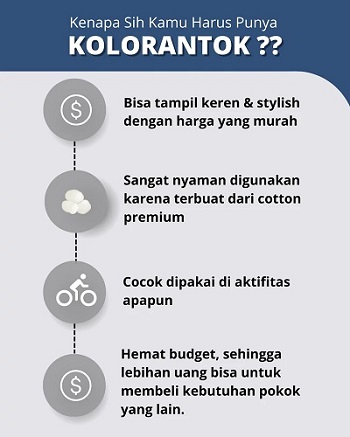 Kenapa Sih Kamu Harus Punya
KOLORANTOK ??
Bisa tampil keren & stylish
dengan harga yang murah
Sangat nyaman digunakan
karena terbuat dari cotton
premium
Cocok dipakai di aktifitas
apapun
Hemat budget, sehingga
lebihan uang bisa untuk
membeli kebutuhan pokok
yang lain.